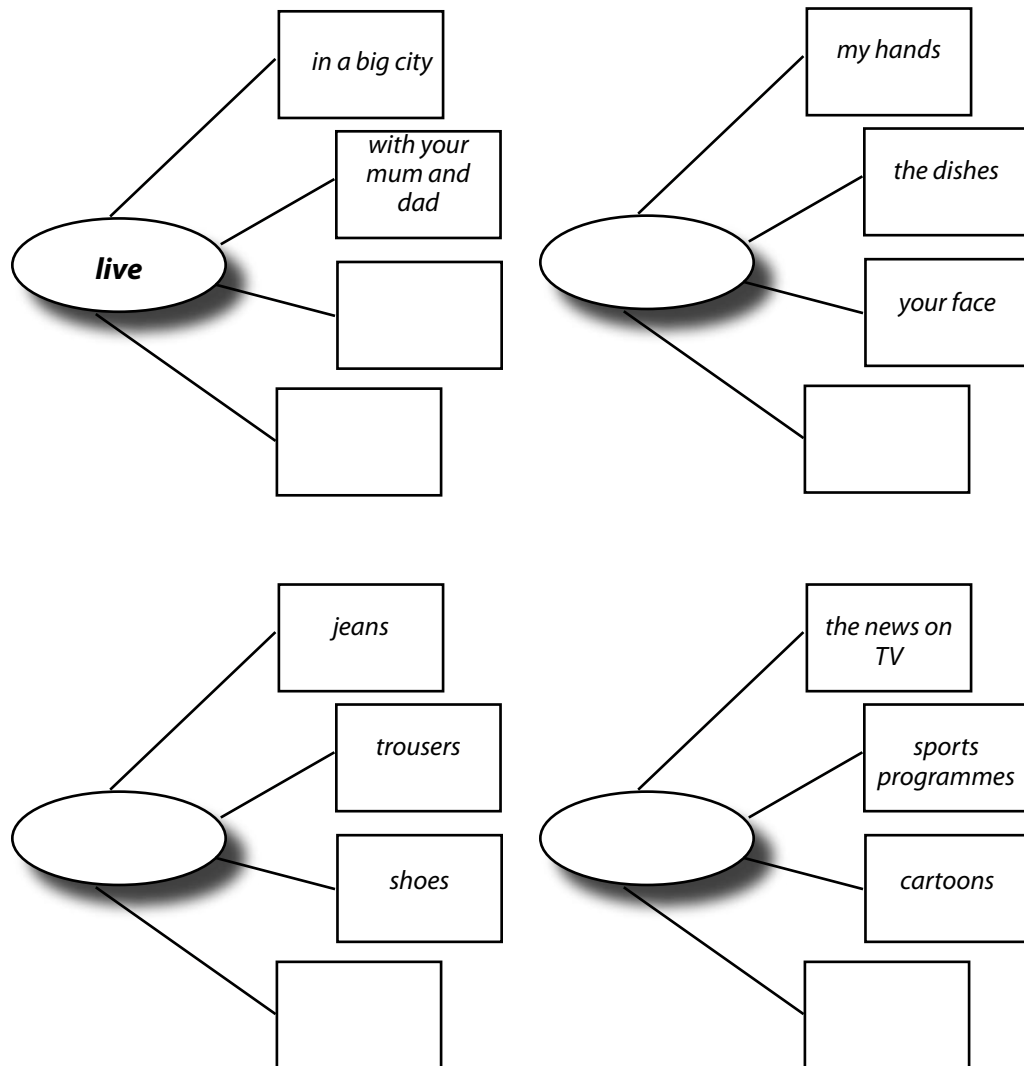 in a big city
with your
mum and
dad
live
my hands
the dishes
your face
jeans
trousers
shoes
the news on
TV
sports
programmes
cartoons